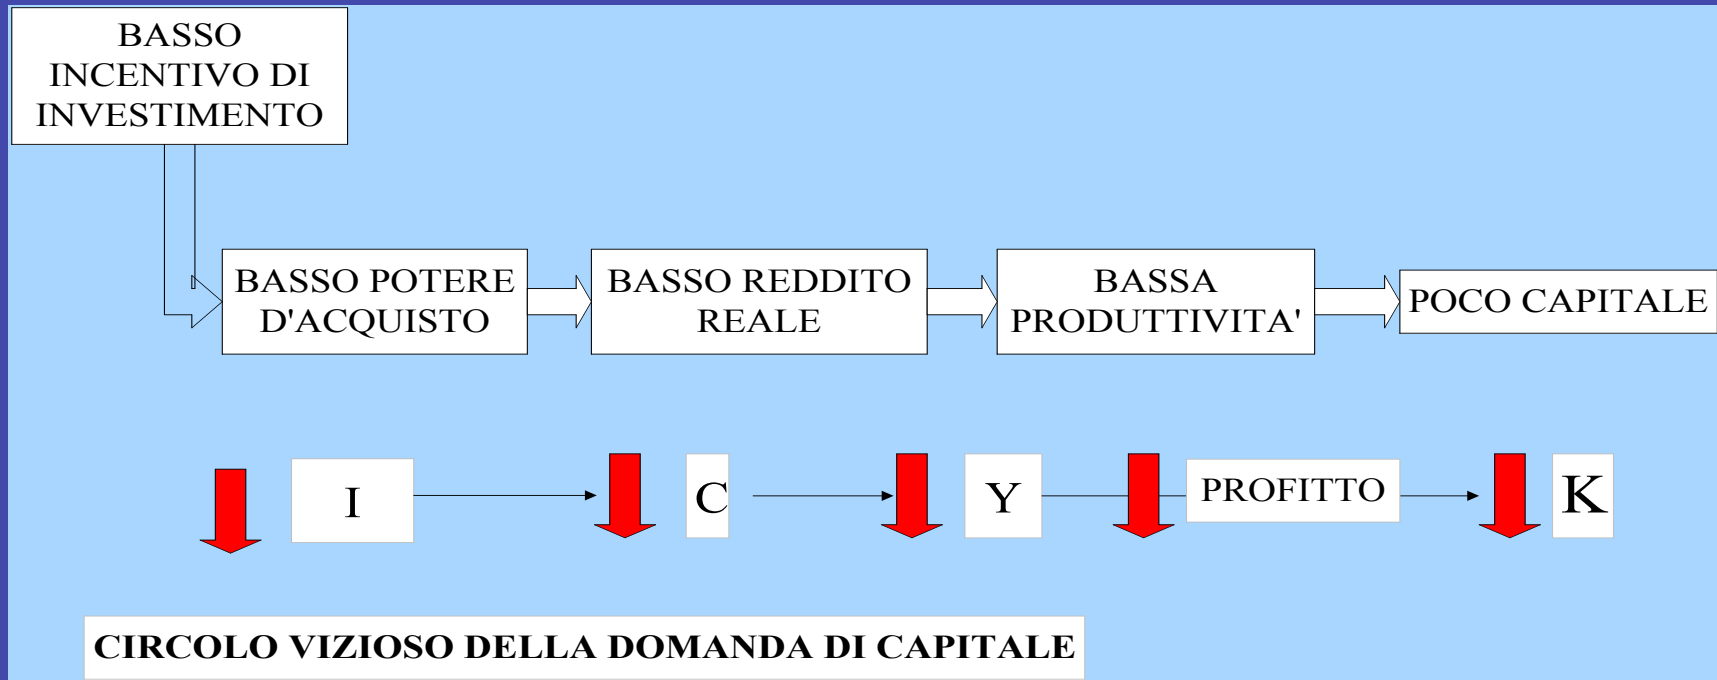 BASSO
INCENTIVO DI
INVESTIMENTO
BASSO POTERE
D'ACQUISTO
BASSO REDDITO
REALE
BASSA
PRODUTTIVITA'
POCO CAPITALE
I
C
Y
PROFITTO
K
CIRCOLO VIZIOSO DELLA DOMANDA DI CAPITALE